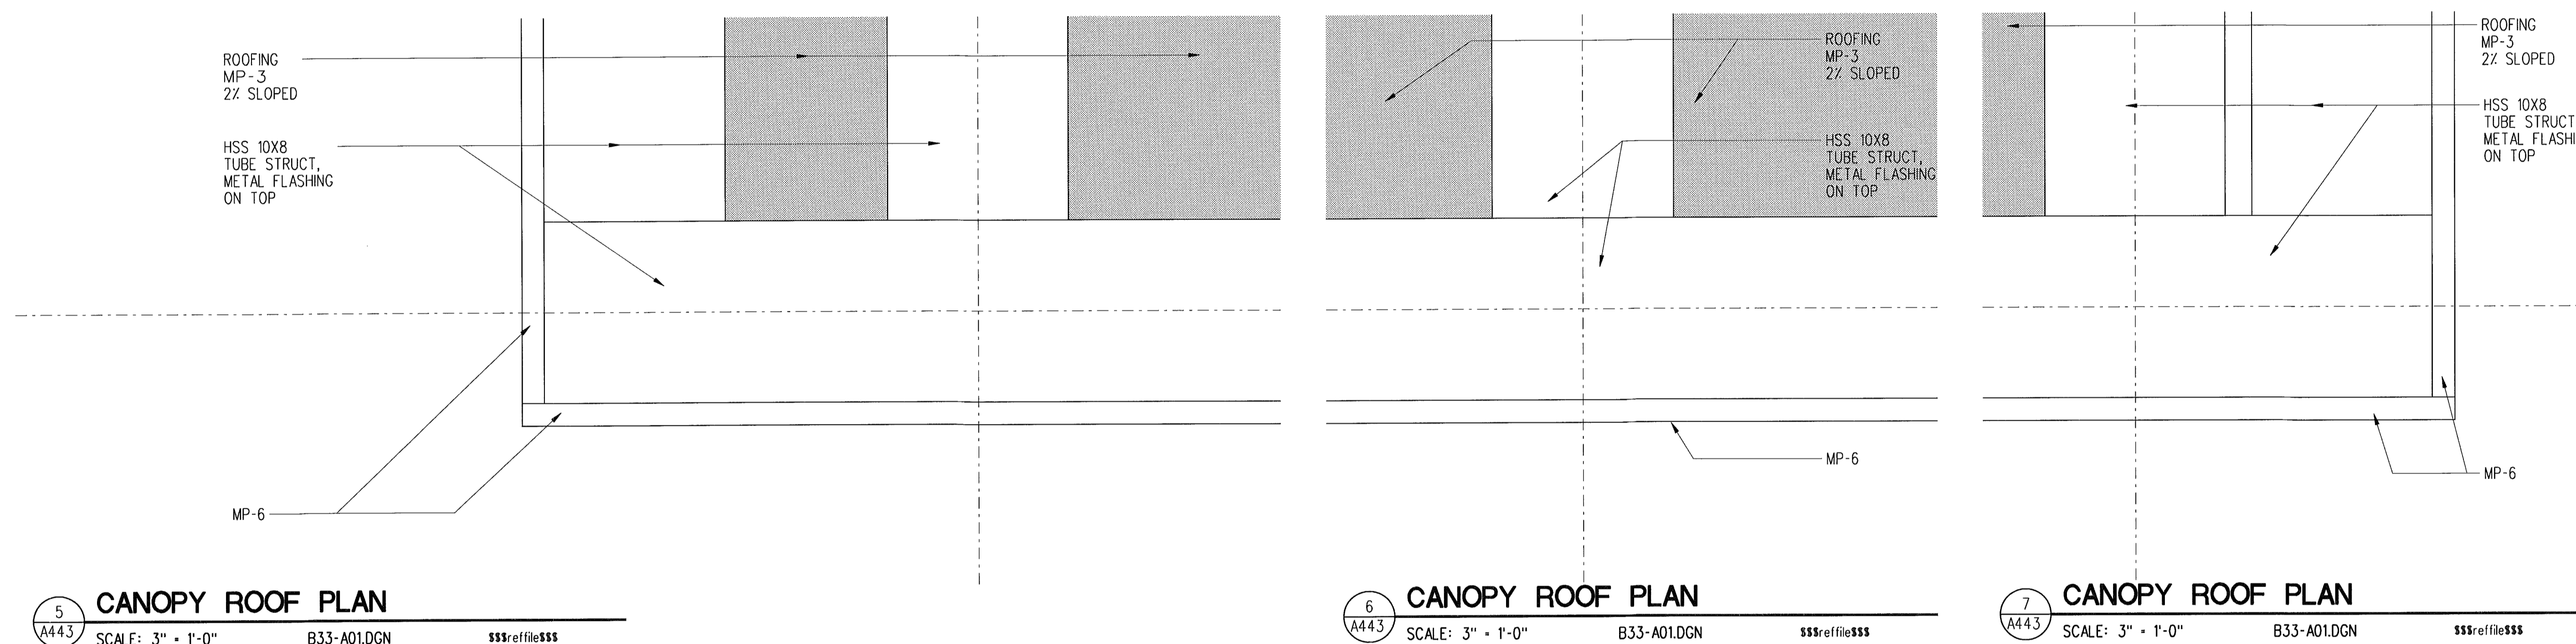 ROOFING
MP-3
2% SLOPED
HSS 10X8
TUBE STRUCT,
METAL FLASHING
ON TOP
MP-6
5
A443
CANOPY ROOF PLAN
SCALE: 3" = 1'-0" B33-A01.DGN $$$reffile$$$
ROOFING
MP-3
2% SLOPED
HSS 10X8
TUBE STRUCT,
METAL FLASHING
ON TOP
MP-6
6
A443
CANOPY ROOF PLAN
SCALE: 3" = 1'-0" B33-A01.DGN $$$reffile$$$
ROOFING
MP-3
2% SLOPED
HSS 10X8
TUBE STRUCT
METAL FLASHI
ON TOP
MP-6
7
A443
CANOPY ROOF PLAN
SCALE: 3" = 1'-0" B33-A01.DGN $$$reffile$$$